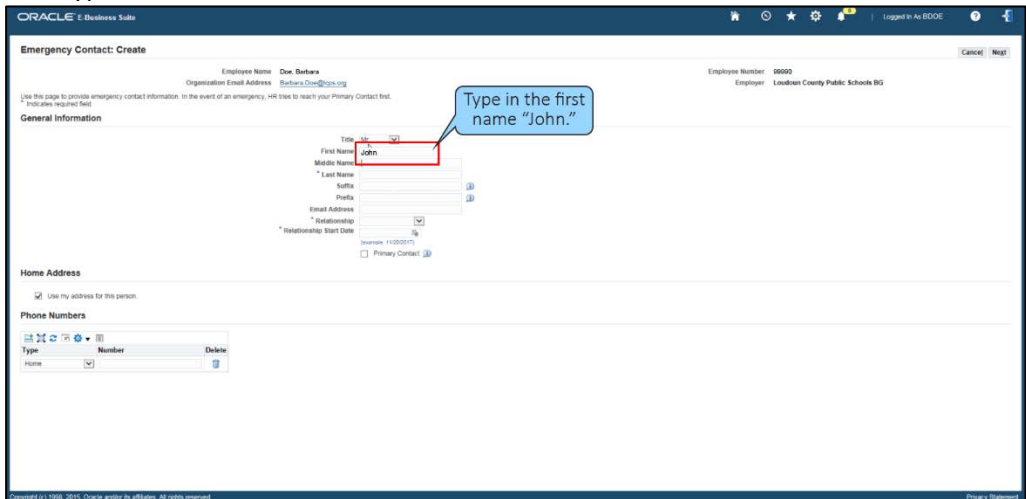 ORACLE E-Business Suite
Logged In As BDOE
Emergency Contact: Create
Cancel Next
Employee Name Doe, Barbara
Employee Number 99990
Organization Email Address Barbara.Doe@lcps.org
Employer Loudoun County Public Schools BG
Use this page to provide emergency contact information. In the event of an emergency, HR tries to reach your Primary Contact first.
* Indicates required field
Type in the first
name "John."
General Information
Title Mr.
First Name John
Middle Name
* Last Name
Suffix
Prefix
Email Address
* Relationship
* Relationship Start Date
(example: 11/20/2017)
Primary Contact
Home Address
Use my address for this person.
Phone Numbers
Type Number Delete
Home
Copyright (c) 1998, 2015, Oracle and/or its affiliates. All rights reserved.
Privacy Statement